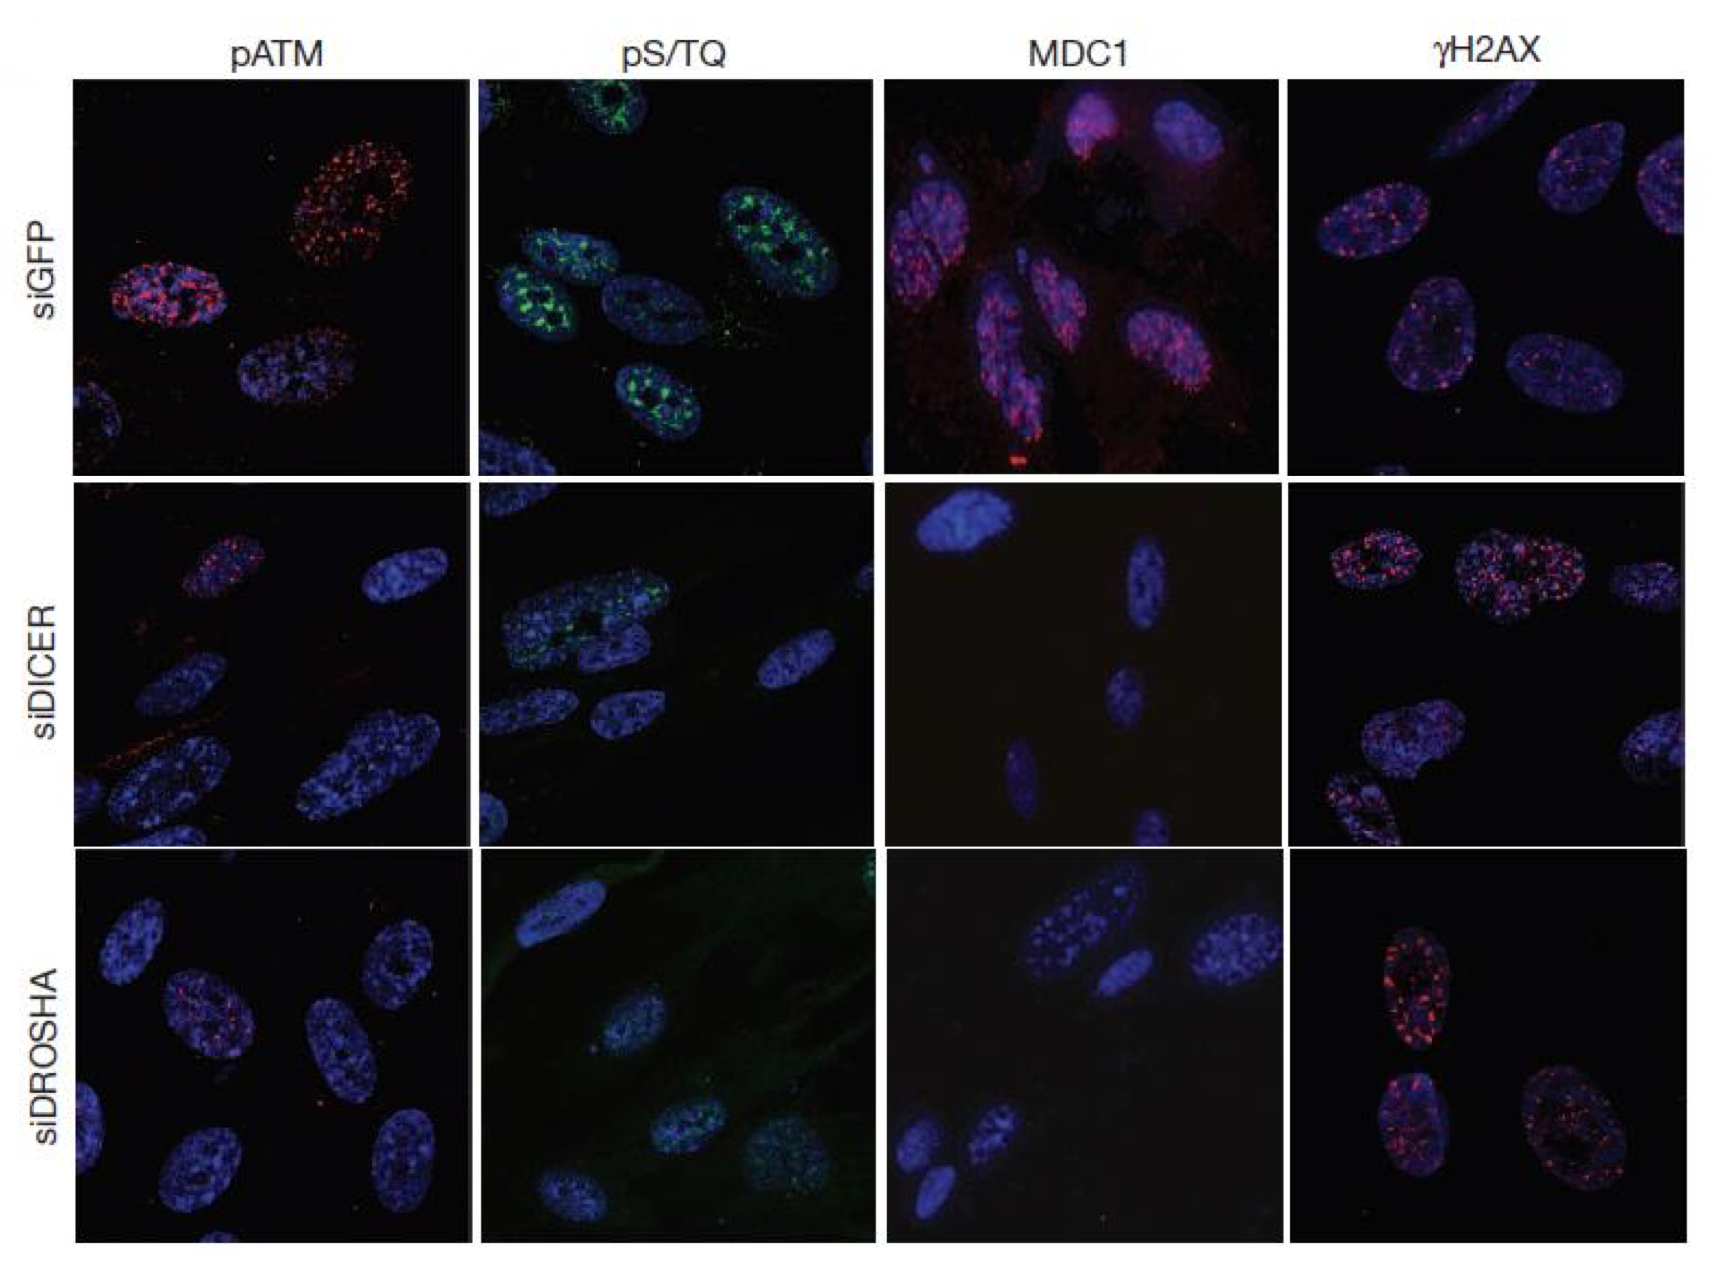 pATM pS/TQ MDC1 γH2AX
siGFP
siDICER
siDROSHA